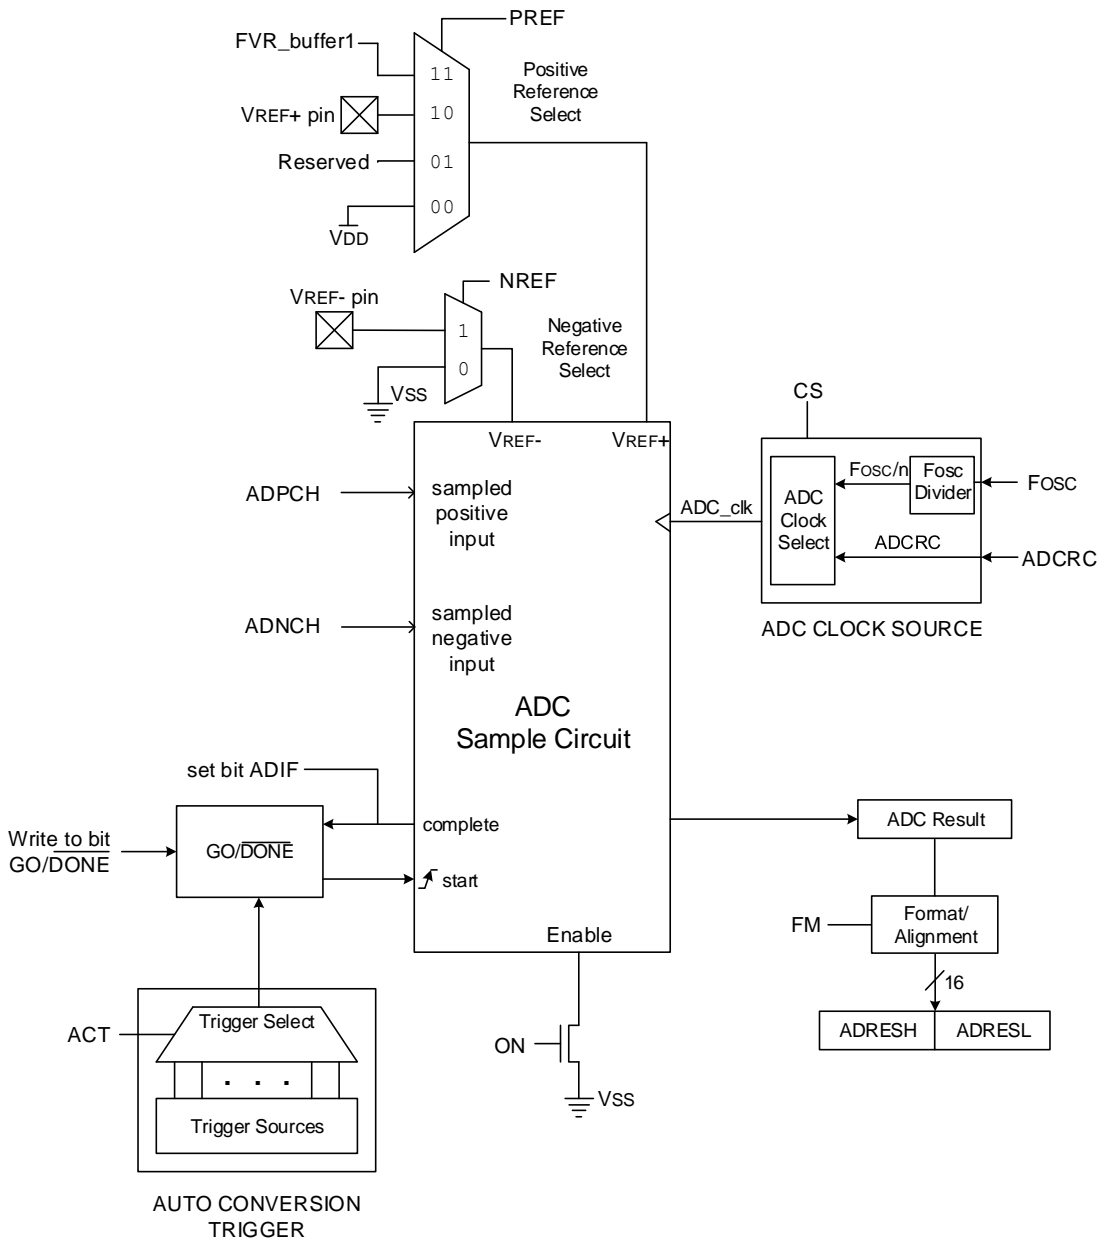 PREF
FVR_buffer1
11
Positive
Reference
Select
VREF+ pin
10
Reserved
01
00
VDD
NREF
VREF- pin
1
Negative
Reference
Select
0
VSS
CS
VREF-
VREF+
ADPCH
sampled
positive
input
ADC_clk
ADC
Clock
Select
FOSC/n
Fosc
Divider
FOSC
ADCRC
ADCRC
ADC CLOCK SOURCE
ADNCH
sampled
negative
input
ADC
Sample Circuit
set bit ADIF
complete
Write to bit
GO/DONE
GO/DONE
start
ADC Result
FM
Format/
Alignment
16
ADRESH
ADRESL
Enable
ON
VSS
ACT
Trigger Select
. . .
Trigger Sources
AUTO CONVERSION
TRIGGER